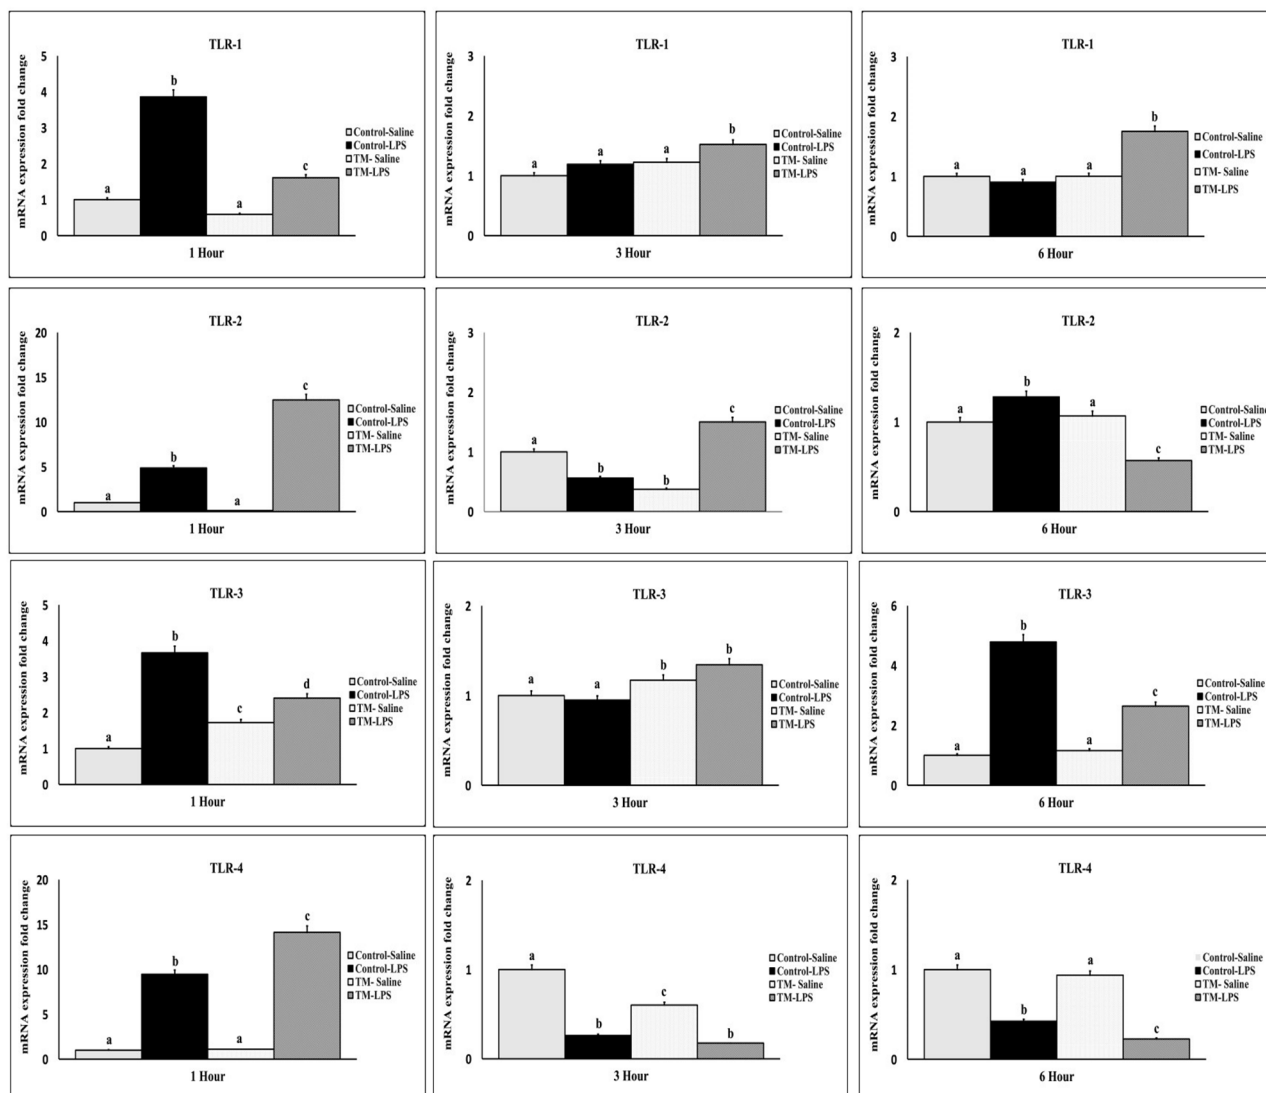 TLR-1
mRNA expression fold change
5
4
3
2
1
0
b
c
a
a
Control-Saline
Control-LPS
TM- Saline
TM-LPS
1 Hour
TLR-1
mRNA expression fold change
3
2
1
0
a
a
a
b
Control-Saline
Control-LPS
TM- Saline
TM-LPS
3 Hour
TLR-1
mRNA expression fold change
3
2
1
0
a
a
a
b
Control-Saline
Control-LPS
TM- Saline
TM-LPS
6 Hour
TLR-2
mRNA expression fold change
20
15
10
5
0
a
b
a
c
Control-Saline
Control-LPS
TM- Saline
TM-LPS
1 Hour
TLR-2
mRNA expression fold change
3
2
1
0
a
b
b
c
Control-Saline
Control-LPS
TM- Saline
TM-LPS
3 Hour
TLR-2
mRNA expression fold change
2
1
0
a
b
a
c
Control-Saline
Control-LPS
TM- Saline
TM-LPS
6 Hour
TLR-3
mRNA expression fold change
5
4
3
2
1
0
a
b
c
d
Control-Saline
Control-LPS
TM- Saline
TM-LPS
1 Hour
TLR-3
mRNA expression fold change
2
1
0
a
a
b
b
Control-Saline
Control-LPS
TM- Saline
TM-LPS
3 Hour
TLR-3
mRNA expression fold change
6
4
2
0
a
b
a
c
Control-Saline
Control-LPS
TM- Saline
TM-LPS
6 Hour
TLR-4
mRNA expression fold change
20
15
10
5
0
a
b
a
c
Control-Saline
Control-LPS
TM- Saline
TM-LPS
1 Hour
TLR-4
mRNA expression fold change
2
1
0
a
b
c
b
Control-Saline
Control-LPS
TM- Saline
TM-LPS
3 Hour
TLR-4
mRNA expression fold change
2
1
0
a
b
a
c
Control-Saline
Control-LPS
TM- Saline
TM-LPS
6 Hour